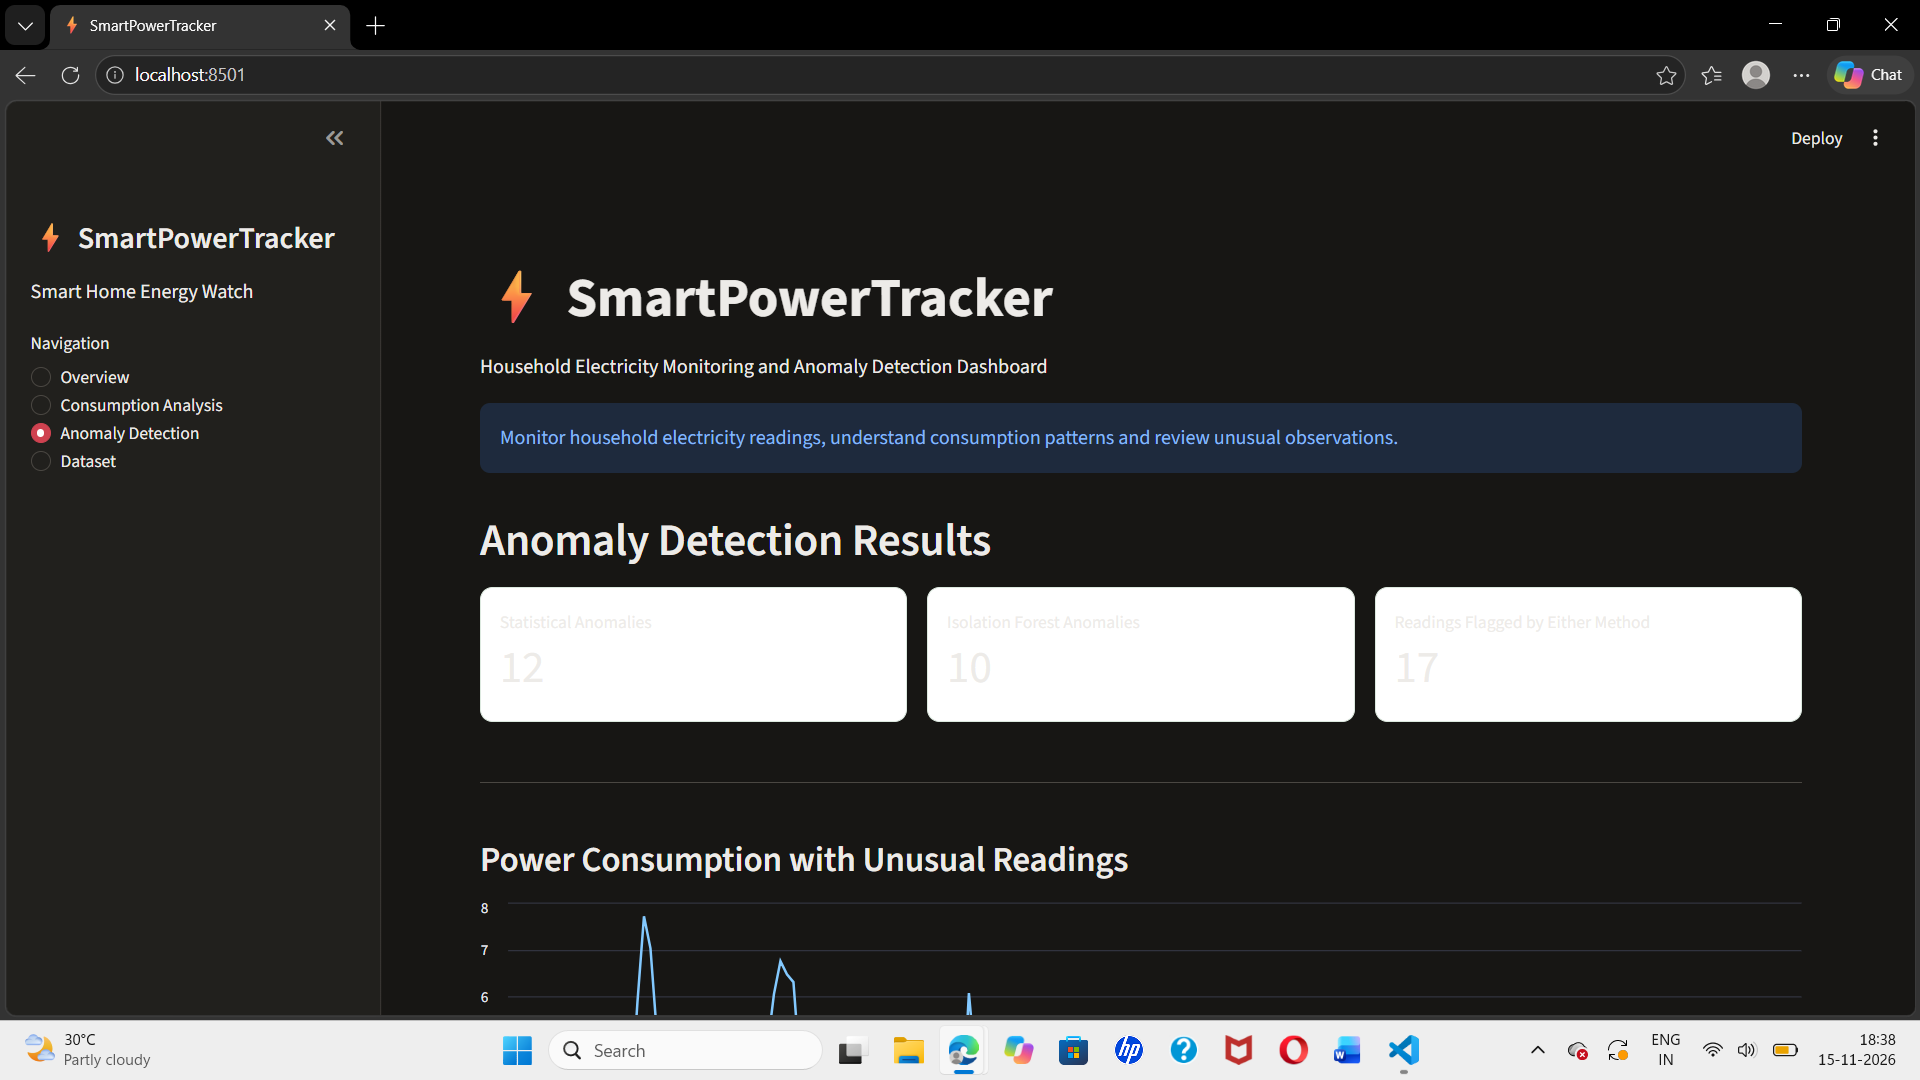 SmartPowerTracker
localhost:8501
Chat
Deploy
SmartPowerTracker
Smart Home Energy Watch
Navigation
Overview
Consumption Analysis
Anomaly Detection
Dataset
SmartPowerTracker
Household Electricity Monitoring and Anomaly Detection Dashboard
Monitor household electricity readings, understand consumption patterns and review unusual observations.
Anomaly Detection Results
Statistical Anomalies
12
Isolation Forest Anomalies
10
Readings Flagged by Either Method
17
Power Consumption with Unusual Readings
8
7
6
30°C
Partly cloudy
Search
hp
W
ENG
IN
18:38
15-11-2026